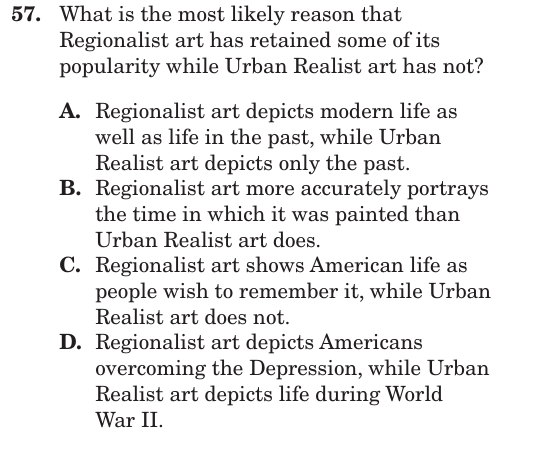 57. What is the most likely reason that
Regionalist art has retained some of its
popularity while Urban Realist art has not?
A. Regionalist art depicts modern life as
well as life in the past, while Urban
Realist art depicts only the past.
B. Regionalist art more accurately portrays
the time in which it was painted than
Urban Realist art does.
C. Regionalist art shows American life as
people wish to remember it, while Urban
Realist art does not.
D. Regionalist art depicts Americans
overcoming the Depression, while Urban
Realist art depicts life during World
War II.